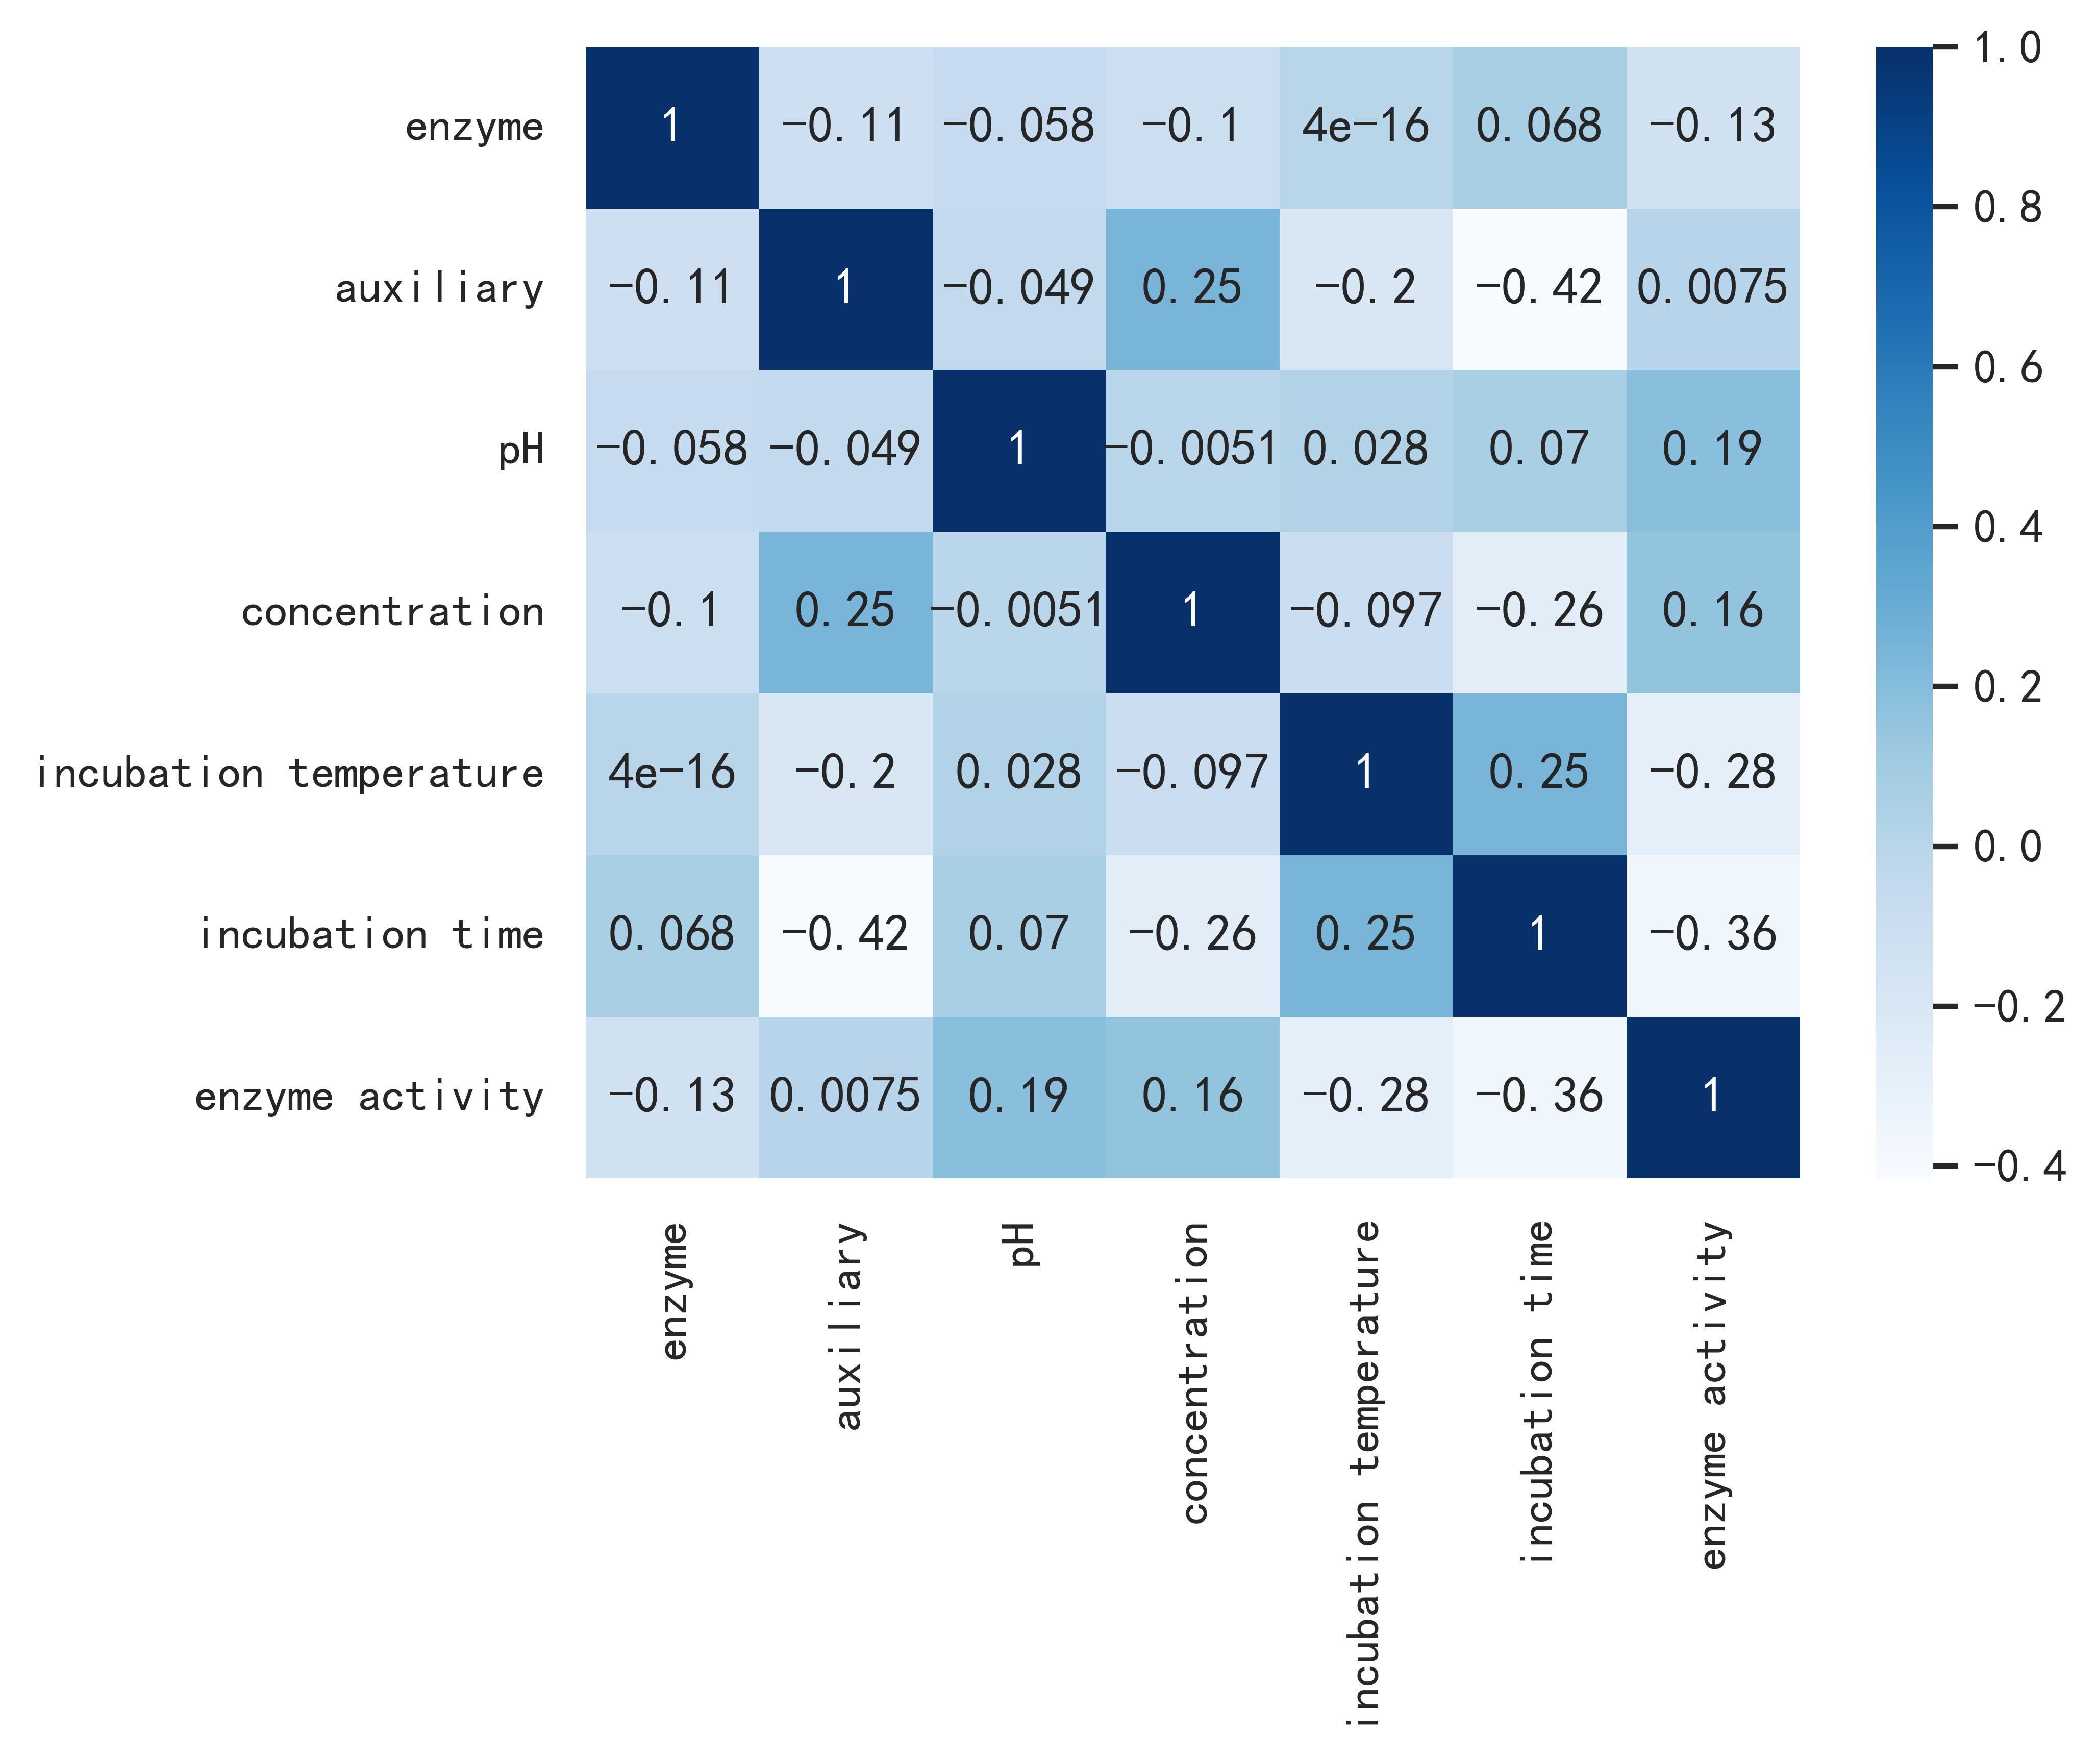 enzyme 1 −0.11 −0.058 −0.1 4e−16 0.068 −0.13
auxiliary −0.11 1 −0.049 0.25 −0.2 −0.42 0.0075
pH −0.058 −0.049 1 −0.0051 0.028 0.07 0.19
concentration −0.1 0.25 −0.0051 1 −0.097 −0.26 0.16
incubation temperature 4e−16 −0.2 0.028 −0.097 1 0.25 −0.28
incubation time 0.068 −0.42 0.07 −0.26 0.25 1 −0.36
enzyme activity −0.13 0.0075 0.19 0.16 −0.28 −0.36 1
enzyme
auxiliary
pH
concentration
incubation temperature
incubation time
enzyme activity
1.0
0.8
0.6
0.4
0.2
0.0
−0.2
−0.4